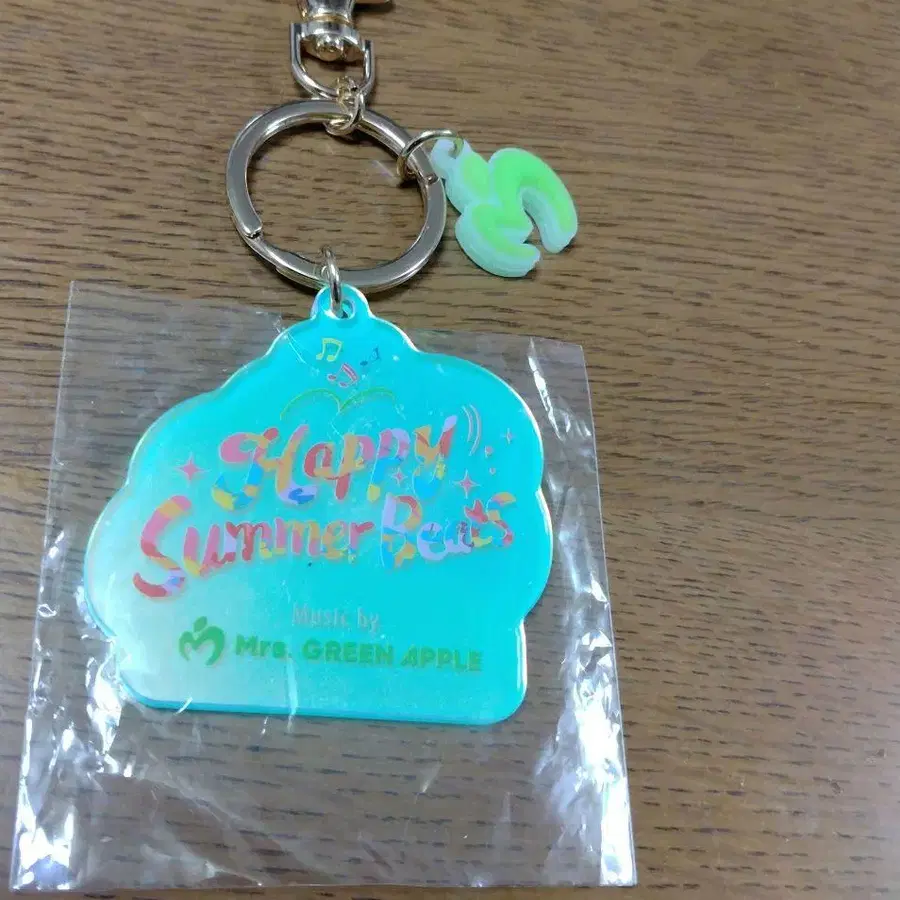 Happy
Summer Beats
Music by
Mrs. GREEN APPLE